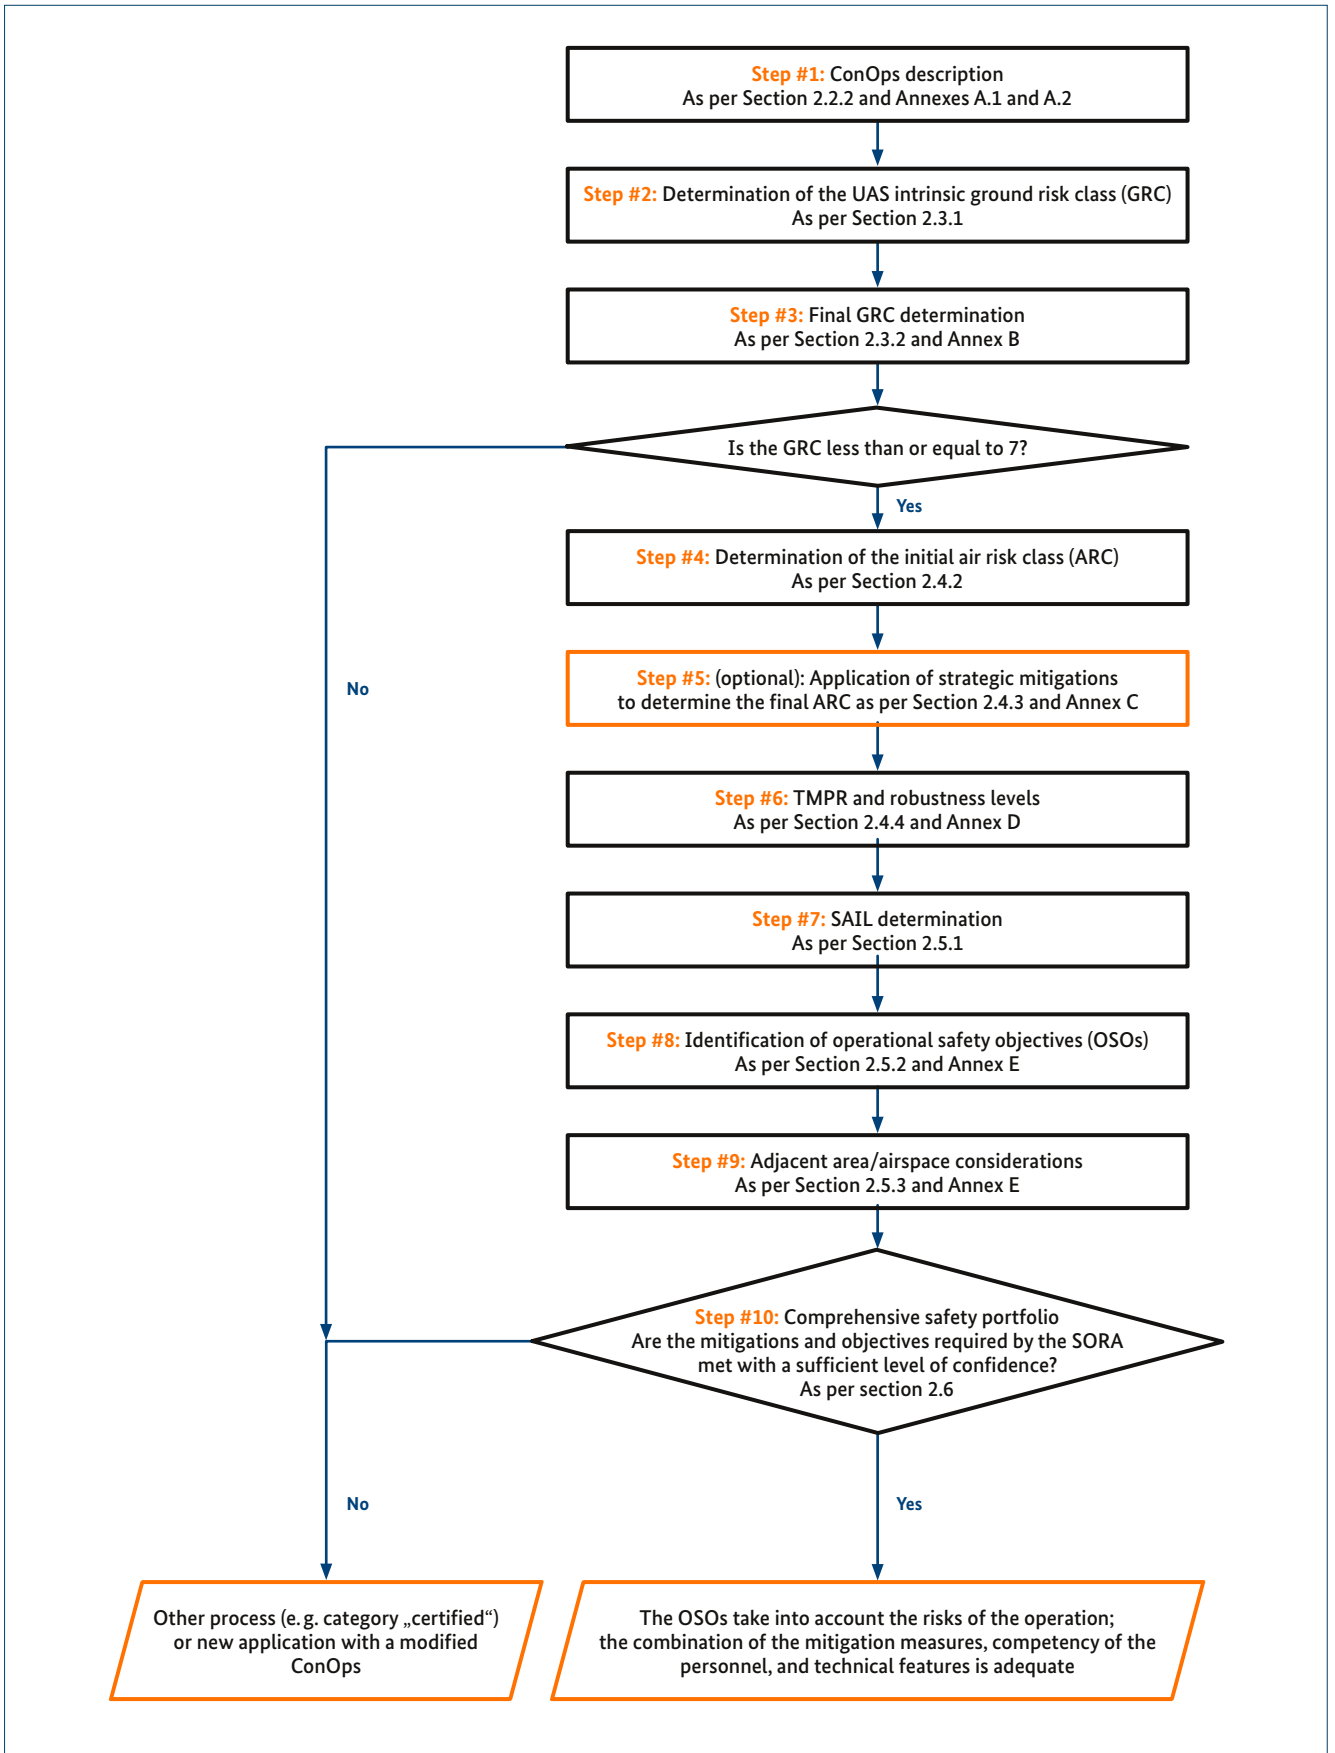 Step #1: ConOps description
As per Section 2.2.2 and Annexes A.1 and A.2
Step #2: Determination of the UAS intrinsic ground risk class (GRC)
As per Section 2.3.1
Step #3: Final GRC determination
As per Section 2.3.2 and Annex B
Is the GRC less than or equal to 7?
Yes
Step #4: Determination of the initial air risk class (ARC)
As per Section 2.4.2
No
Step #5: (optional): Application of strategic mitigations
to determine the final ARC as per Section 2.4.3 and Annex C
Step #6: TMPR and robustness levels
As per Section 2.4.4 and Annex D
Step #7: SAIL determination
As per Section 2.5.1
Step #8: Identification of operational safety objectives (OSOs)
As per Section 2.5.2 and Annex E
Step #9: Adjacent area/airspace considerations
As per Section 2.5.3 and Annex E
Step #10: Comprehensive safety portfolio
Are the mitigations and objectives required by the SORA
met with a sufficient level of confidence?
As per section 2.6
No
Yes
Other process (e. g. category „certified“)
or new application with a modified
ConOps
The OSOs take into account the risks of the operation;
the combination of the mitigation measures, competency of the
personnel, and technical features is adequate